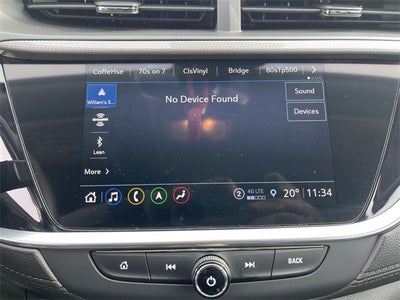 CoffeHse 70s on 7 ClsVinyl Bridge 80sTp500
William's S...
No Device Found
Sound
Devices
Lean
More
2 4G LTE 20° 11:34
BACK